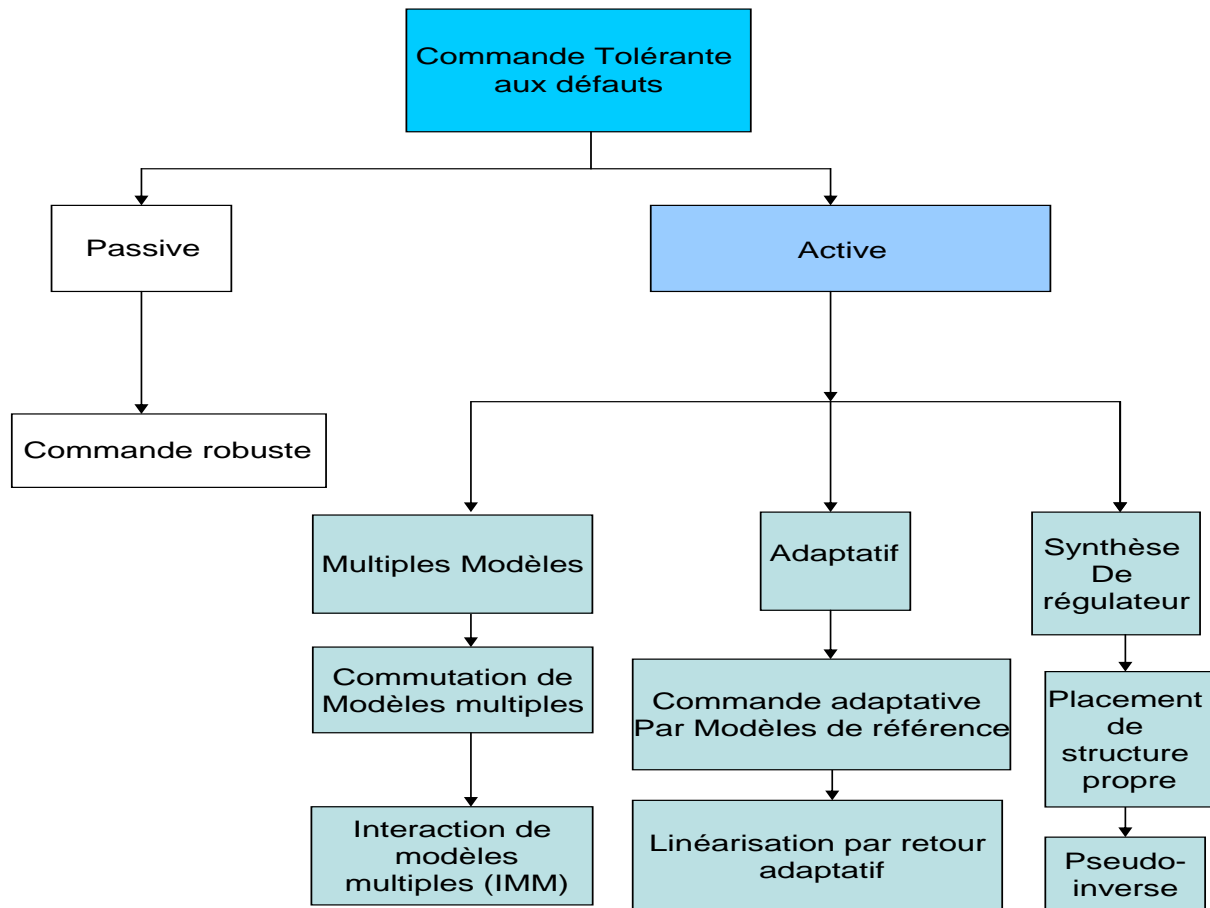 Commande Tolérante
aux défauts
Passive
Active
Commande robuste
Multiples Modèles
Adaptatif
Synthèse
De
régulateur
Commutation de
Modèles multiples
Commande adaptative
Par Modèles de référence
Placement
de
structure
propre
Interaction de
modèles
multiples (IMM)
Linéarisation par retour
adaptatif
Pseudo-
inverse